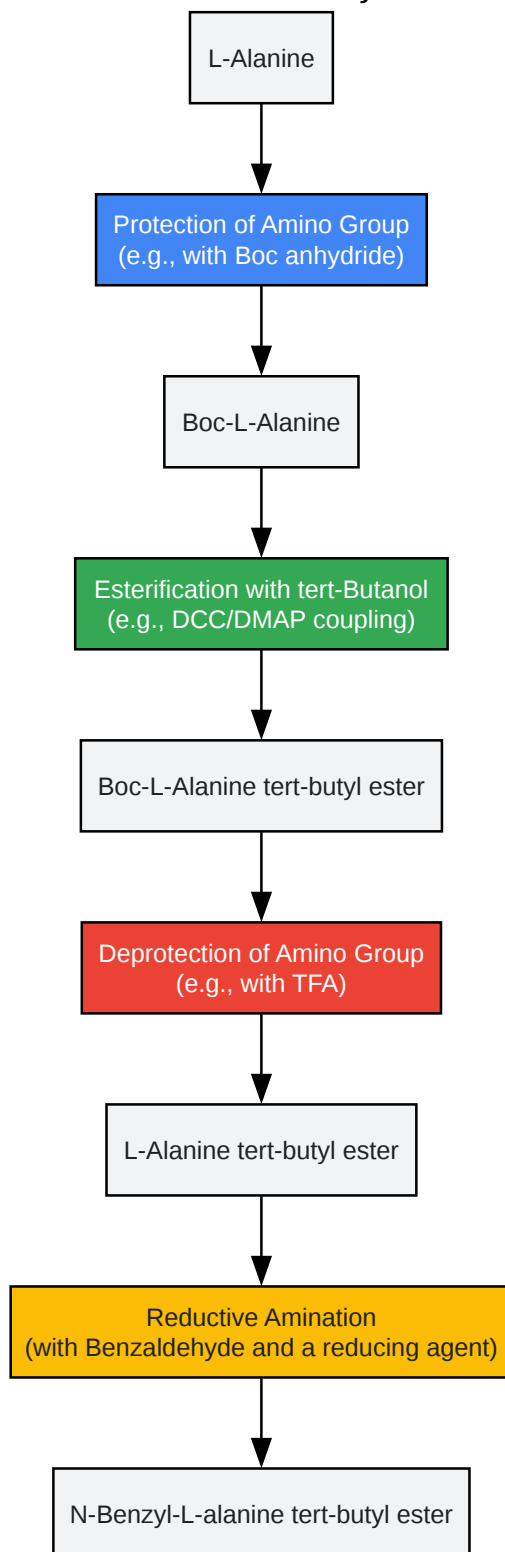 L-Alanine
Protection of Amino Group
(e.g., with Boc anhydride)
Boc-L-Alanine
Esterification with tert-Butanol
(e.g., DCC/DMAP coupling)
Boc-L-Alanine tert-butyl ester
Deprotection of Amino Group
(e.g., with TFA)
L-Alanine tert-butyl ester
Reductive Amination
(with Benzaldehyde and a reducing agent)
N-Benzyl-L-alanine tert-butyl ester